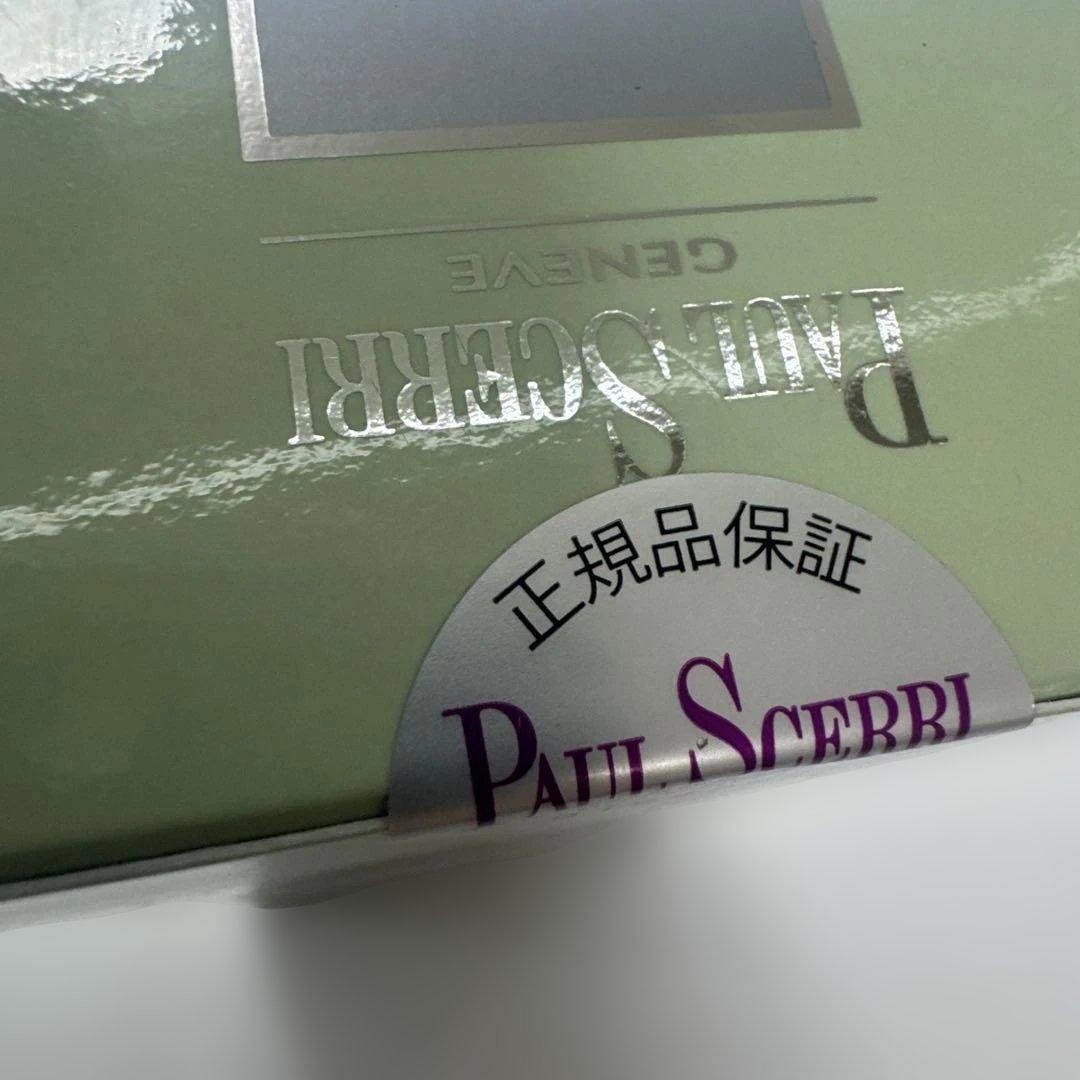 PAUL SCERRI
GENEVE
正規品保証
PAUL SCERRI